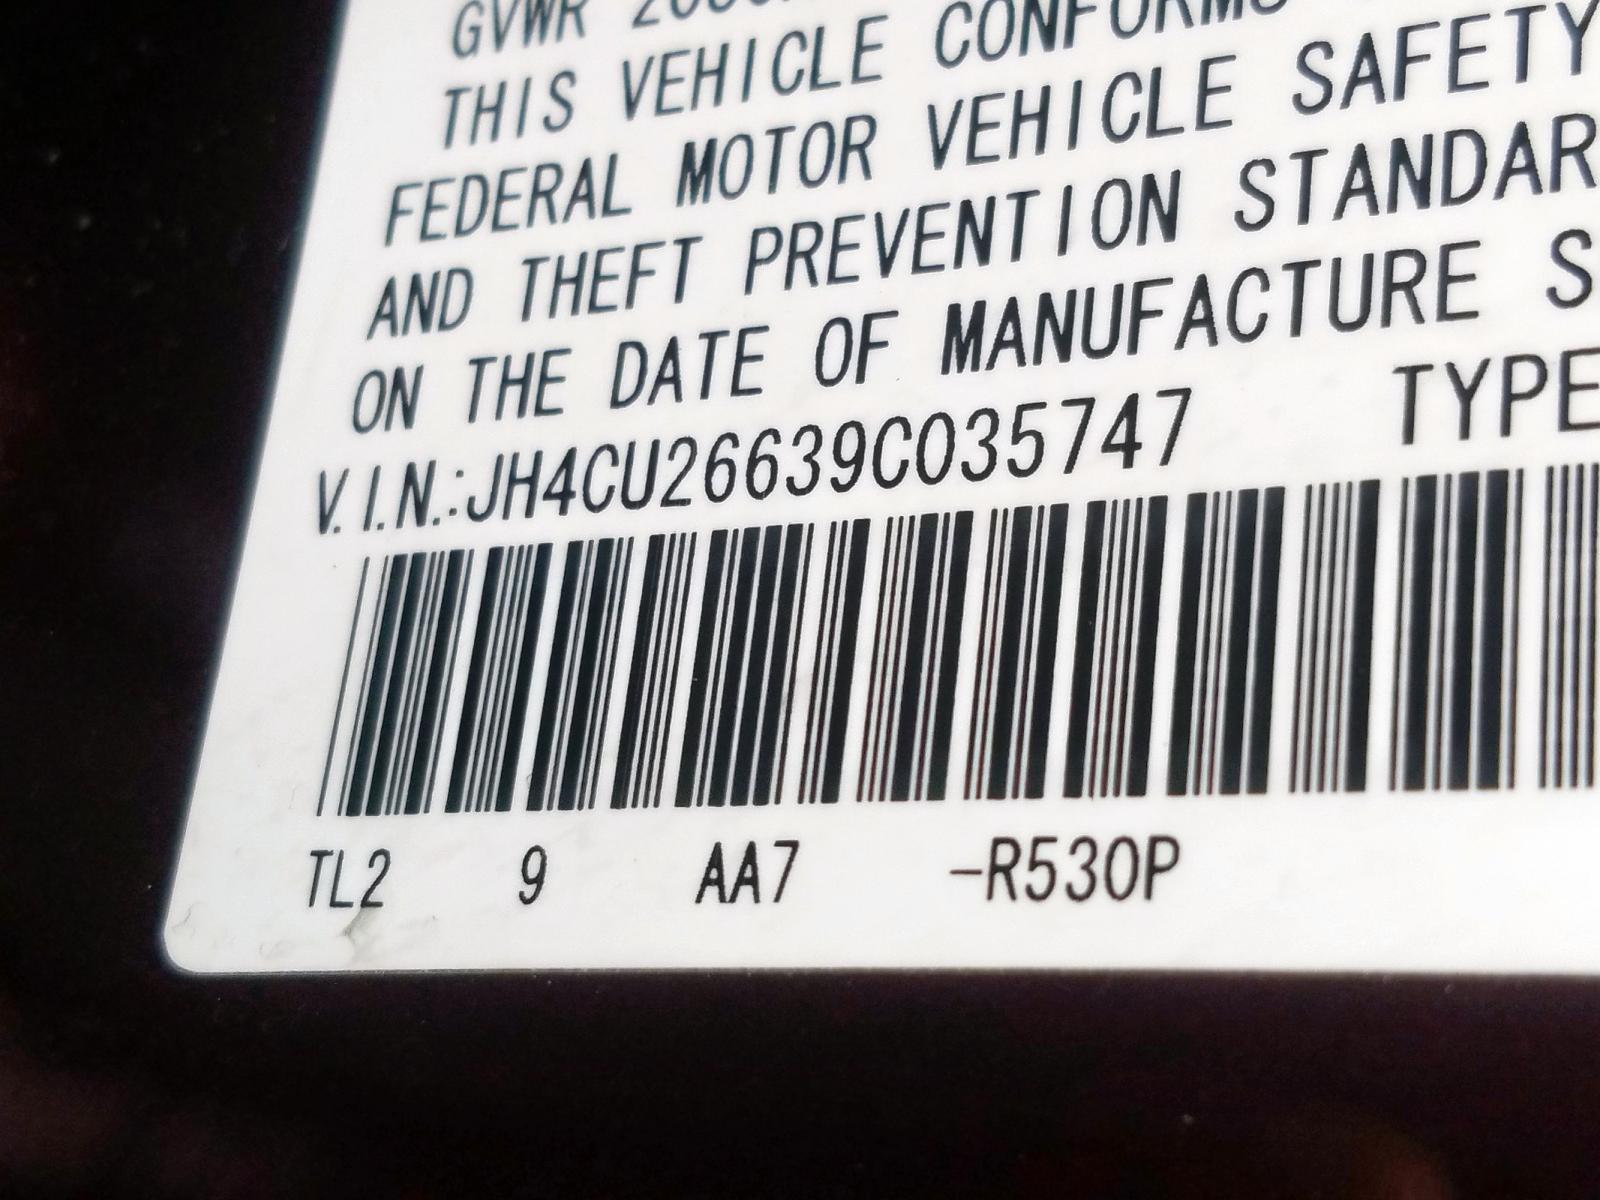 GVWR
THIS VEHICLE CONFORMS
FEDERAL MOTOR VEHICLE SAFETY
AND THEFT PREVENTION STANDAR
ON THE DATE OF MANUFACTURE S
V.I.N.:JH4CU26639C035747 TYPE
TL2 9 AA7 -R530P